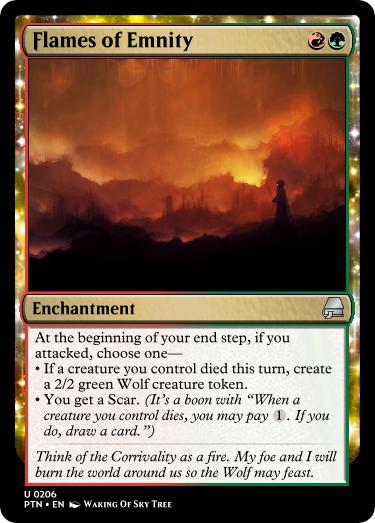 Flames of Emnity
Enchantment
At the beginning of your end step, if you
attacked, choose one—
• If a creature you control died this turn, create
a 2/2 green Wolf creature token.
• You get a Scar. (It's a boon with “When a
creature you control dies, you may pay 1. If you
do, draw a card.”)
Think of the Corrivality as a fire. My foe and I will
burn the world around us so the Wolf may feast.
U 0206
PTN • EN Waking Of Sky Tree